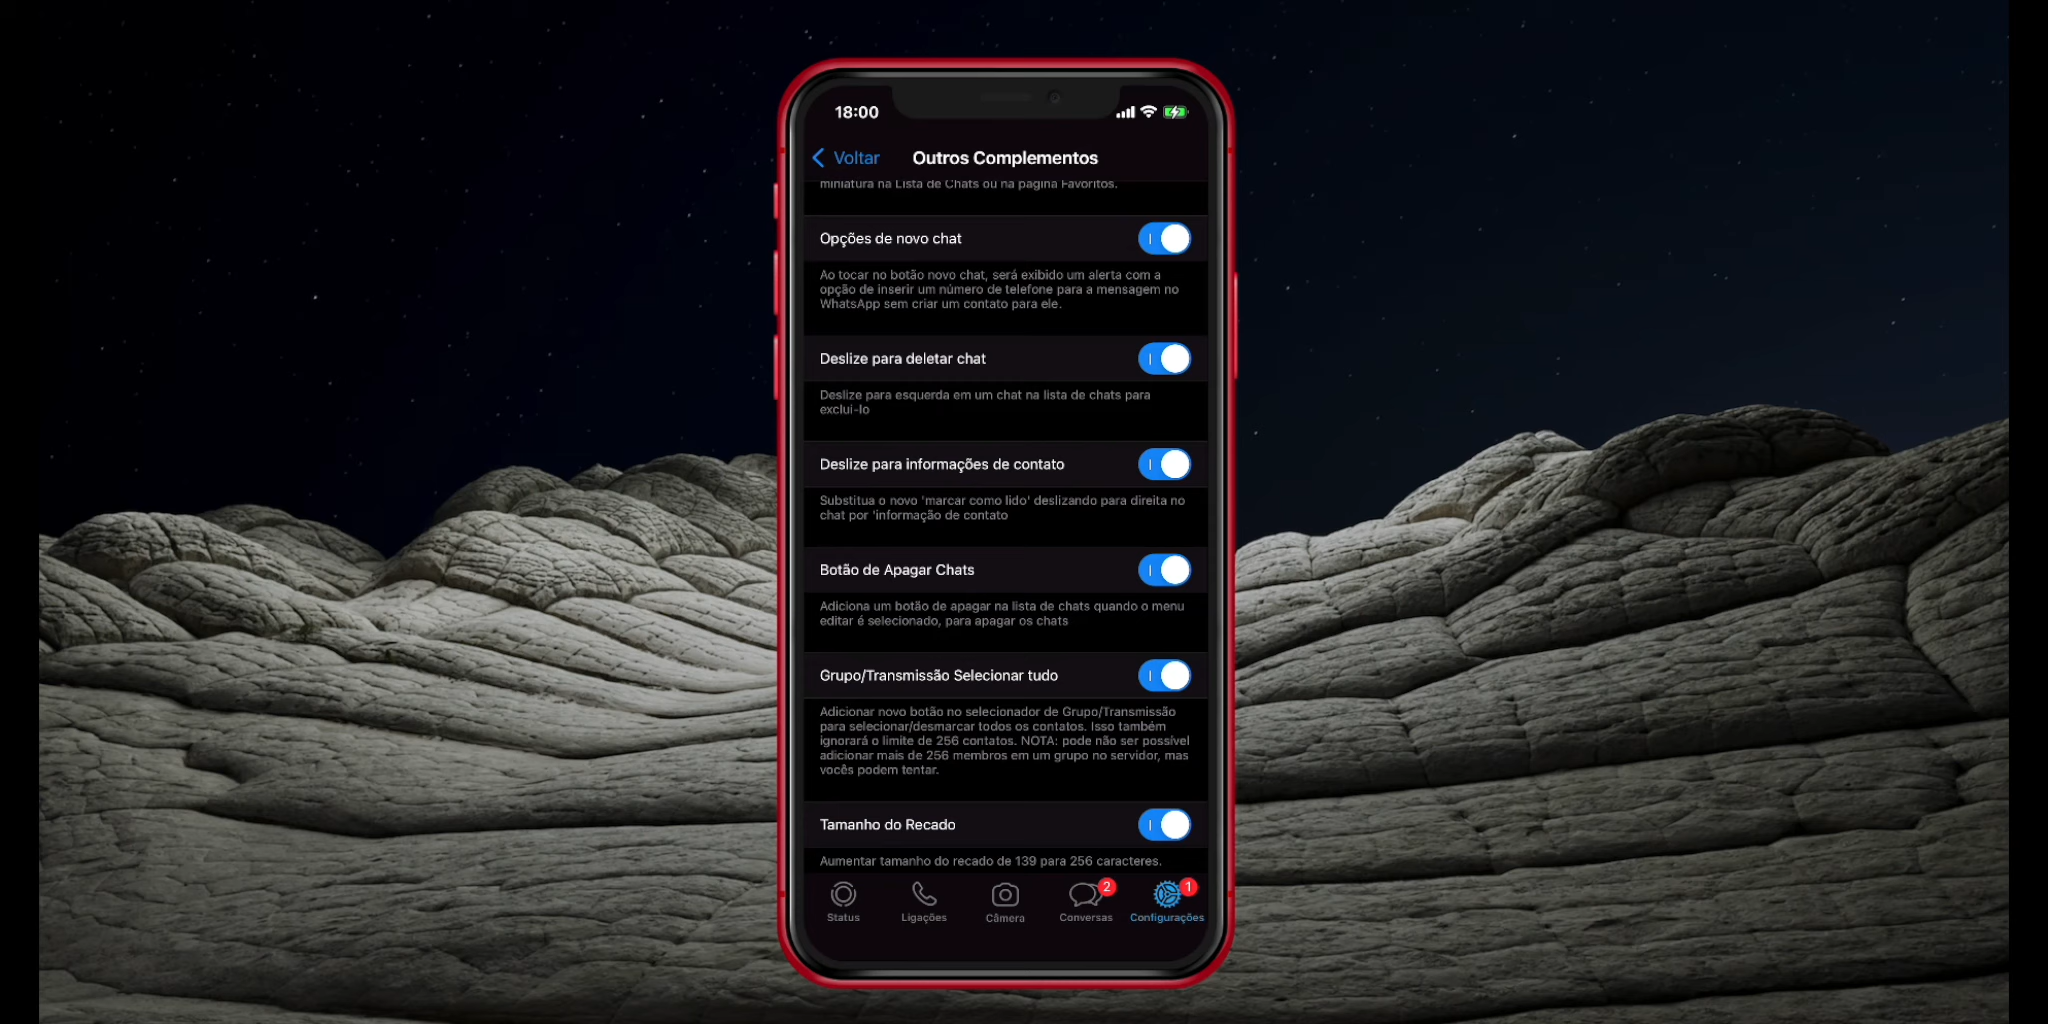 18:00
Voltar
Outros Complementos
miniatura na Lista de Chats ou na página Favoritos.
Opções de novo chat
Ao tocar no botão novo chat, será exibido um alerta com a
opção de inserir um número de telefone para a mensagem no
WhatsApp sem criar um contato para ele.
Deslize para deletar chat
Deslize para esquerda em um chat na lista de chats para
excluí-lo
Deslize para informações de contato
Substitua o novo 'marcar como lido' deslizando para direita no
chat por 'informação de contato
Botão de Apagar Chats
Adiciona um botão de apagar na lista de chats quando o menu
editar é selecionado, para apagar os chats
Grupo/Transmissão Selecionar tudo
Adicionar novo botão no selecionador de Grupo/Transmissão
para selecionar/desmarcar todos os contatos. Isso também
ignorará o limite de 256 contatos. NOTA: pode não ser possível
adicionar mais de 256 membros em um grupo no servidor, mas
vocês podem tentar.
Tamanho do Recado
Aumentar tamanho do recado de 139 para 256 caracteres.
2
1
Status
Ligações
Câmera
Conversas
Configurações